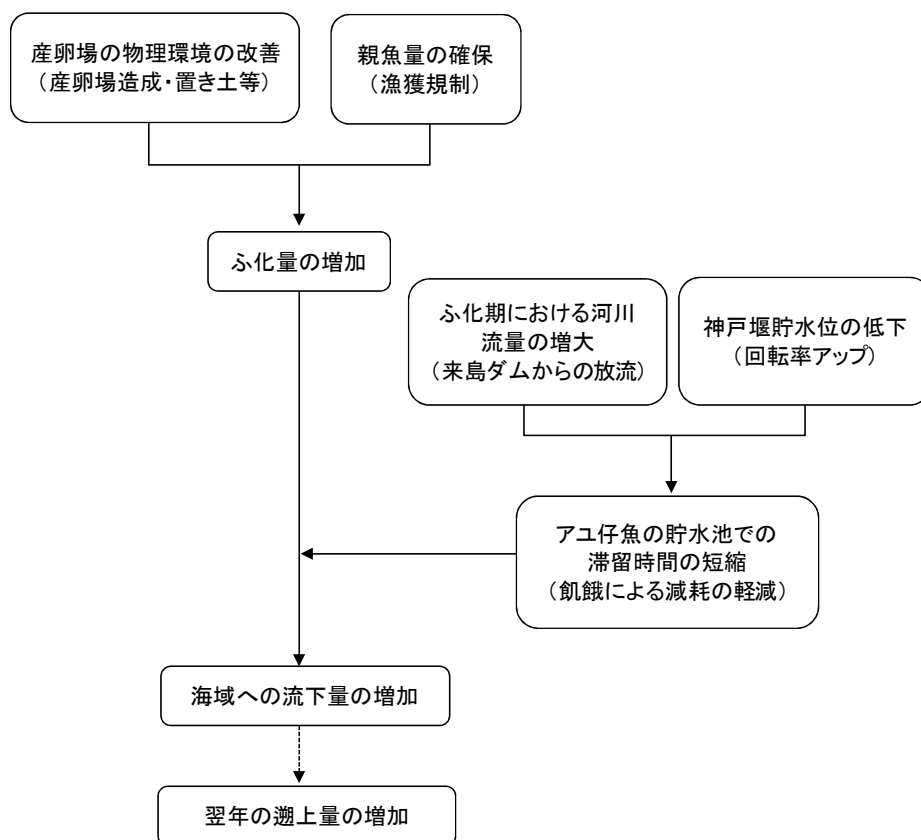 産卵場の物理環境の改善
（産卵場造成・置き土等）
親魚量の確保
（漁獲規制）
ふ化量の増加
ふ化期における河川
流量の増大
（来島ダムからの放流）
神戸堰貯水位の低下
（回転率アップ）
アユ仔魚の貯水池での
滞留時間の短縮
（飢餓による減耗の軽減）
海域への流下量の増加
翌年の遡上量の増加